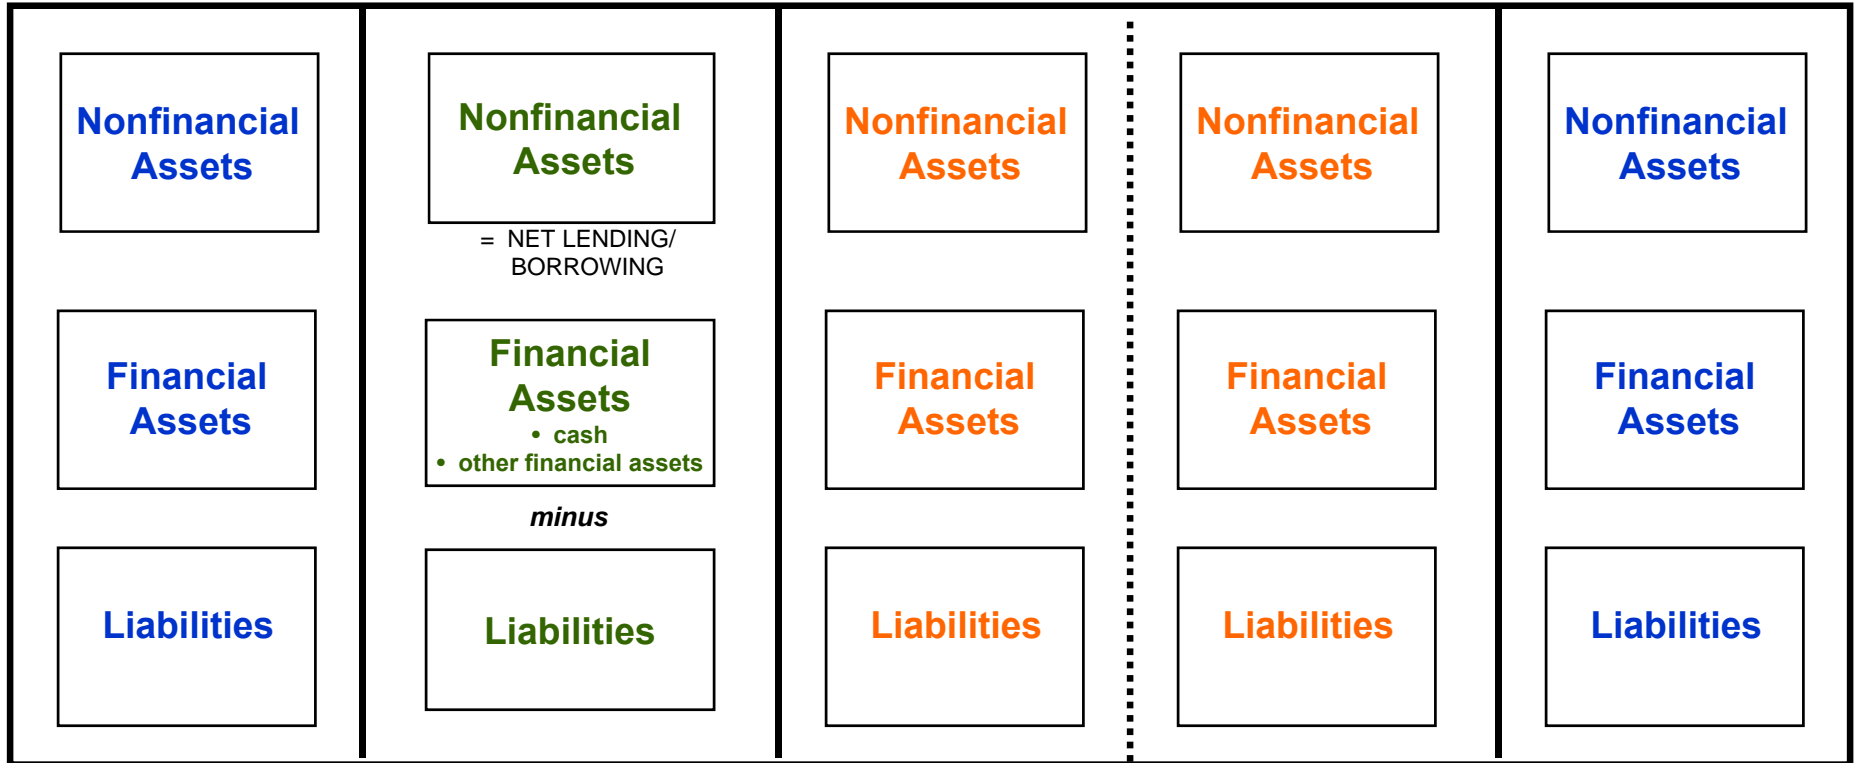 Nonfinancial
Assets
Nonfinancial
Assets
Nonfinancial
Assets
Nonfinancial
Assets
Nonfinancial
Assets
= NET LENDING/
BORROWING
Financial
Assets
Financial
Assets
• cash
• other financial assets
Financial
Assets
Financial
Assets
Financial
Assets
minus
Liabilities
Liabilities
Liabilities
Liabilities
Liabilities